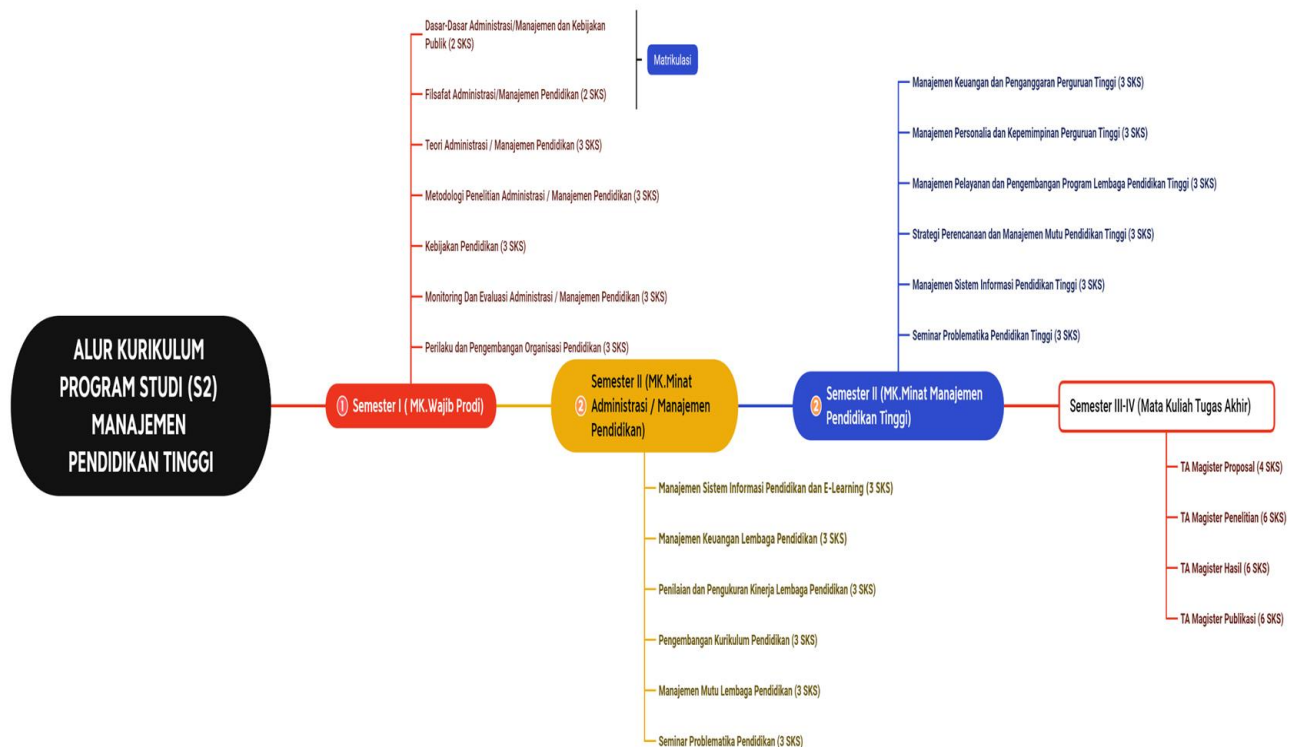 ALUR KURIKULUM
PROGRAM STUDI (S2)
MANAJEMEN
PENDIDIKAN TINGGI
Dasar-Dasar Administrasi/Manajemen dan Kebijakan
Publik (2 SKS)
Filsafat Administrasi/Manajemen Pendidikan (2 SKS)
Matrikulasi
Teori Administrasi / Manajemen Pendidikan (3 SKS)
Metodologi Penelitian Administrasi / Manajemen Pendidikan (3 SKS)
Kebijakan Pendidikan (3 SKS)
Monitoring Dan Evaluasi Administrasi / Manajemen Pendidikan (3 SKS)
Perilaku dan Pengembangan Organisasi Pendidikan (3 SKS)
1 Semester I ( MK.Wajib Prodi)
2 Semester II (MK.Minat
Administrasi / Manajemen
Pendidikan)
Manajemen Sistem Informasi Pendidikan dan E-Learning (3 SKS)
Manajemen Keuangan Lembaga Pendidikan (3 SKS)
Penilaian dan Pengukuran Kinerja Lembaga Pendidikan (3 SKS)
Pengembangan Kurikulum Pendidikan (3 SKS)
Manajemen Mutu Lembaga Pendidikan (3 SKS)
Seminar Problematika Pendidikan (3 SKS)
Manajemen Keuangan dan Penganggaran Perguruan Tinggi (3 SKS)
Manajemen Personalia dan Kepemimpinan Perguruan Tinggi (3 SKS)
Manajemen Pelayanan dan Pengembangan Program Lembaga Pendidikan Tinggi (3 SKS)
Strategi Perencanaan dan Manajemen Mutu Pendidikan Tinggi (3 SKS)
Manajemen Sistem Informasi Pendidikan Tinggi (3 SKS)
Seminar Problematika Pendidikan Tinggi (3 SKS)
2 Semester II (MK.Minat Manajemen
Pendidikan Tinggi)
Semester III-IV (Mata Kuliah Tugas Akhir)
TA Magister Proposal (4 SKS)
TA Magister Penelitian (6 SKS)
TA Magister Hasil (6 SKS)
TA Magister Publikasi (6 SKS)